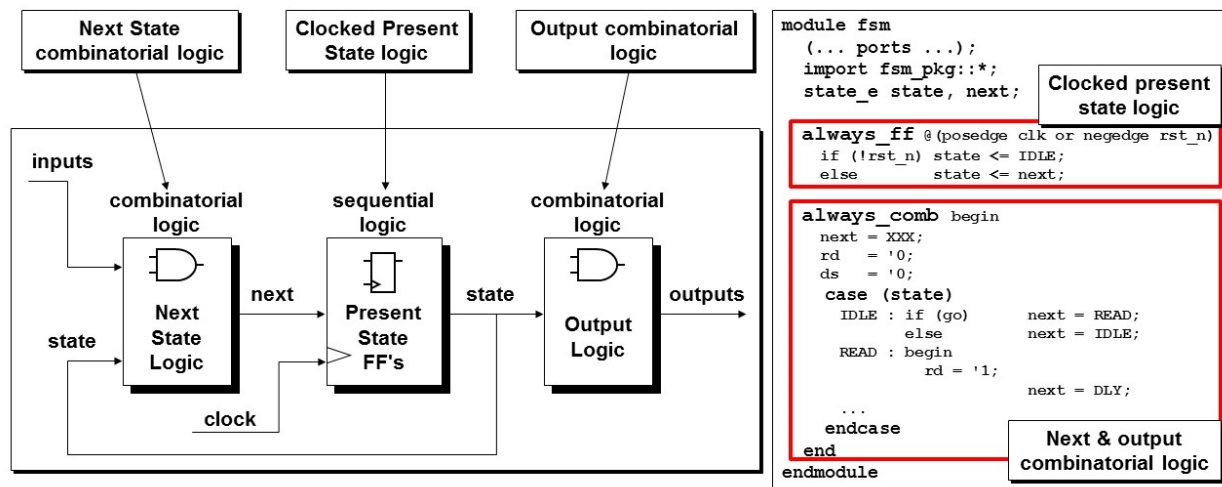 Next State
combinatorial logic
Clocked Present
State logic
Output combinatorial
logic
inputs
combinatorial
logic
sequential
logic
combinatorial
logic
Next
State
Logic
next
Present
State
FF's
state
Output
Logic
outputs
state
clock
module fsm
(... ports ...);
import fsm_pkg::*;
state_e state, next;
Clocked present
state logic
always_ff @(posedge clk or negedge rst_n)
if (!rst_n) state <= IDLE;
else state <= next;
always_comb begin
next = XXX;
rd = '0;
ds = '0;
case (state)
IDLE : if (go) next = READ;
else next = IDLE;
READ : begin
rd = '1;
next = DLY;
...
endcase
end
Next & output
combinatorial logic
endmodule